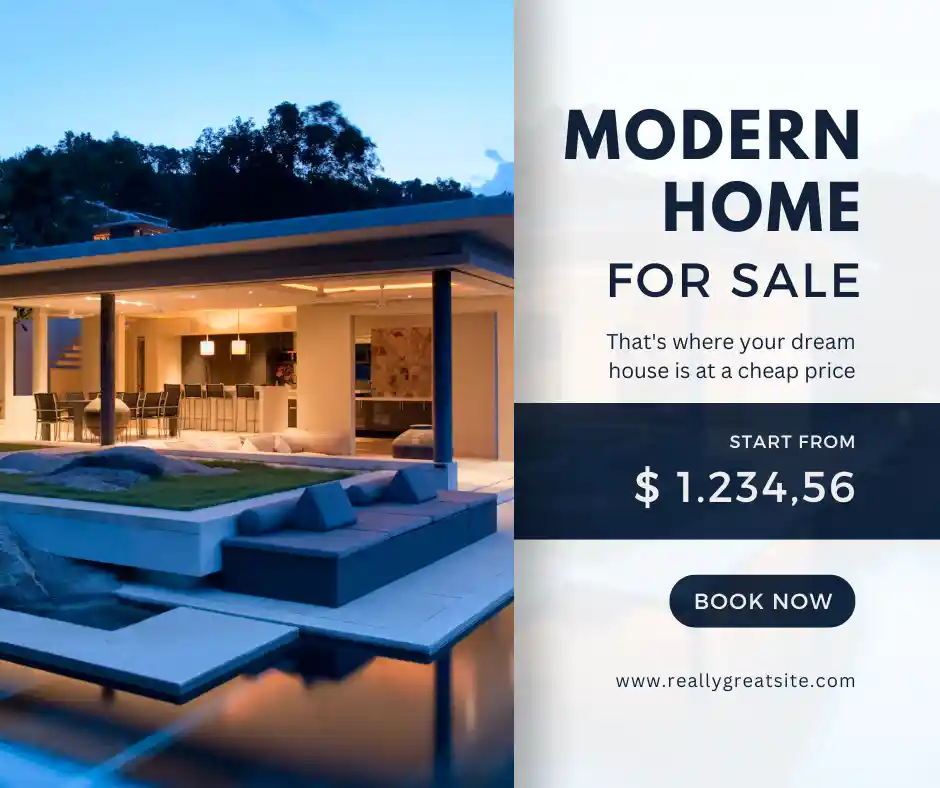 MODERN
HOME
FOR SALE
That's where your dream
house is at a cheap price
START FROM
$ 1.234,56
BOOK NOW
www.reallygreatsite.com